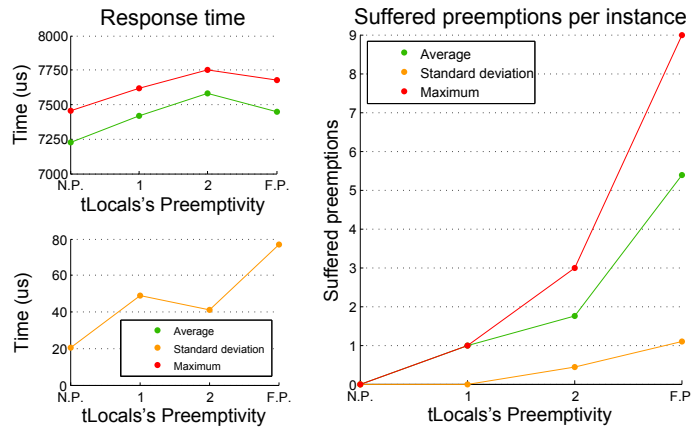 Response time
8000
7750
7500
7250
7000
Time (us)
N.P. 1 2 F.P.
tLocals's Preemptivity
80
60
40
20
0
Time (us)
Average
Standard deviation
Maximum
N.P. 1 2 F.P.
tLocals's Preemptivity
Suffered preemptions per instance
9
8
7
6
5
4
3
2
1
0
Suffered preemptions
Average
Standard deviation
Maximum
N.P. 1 2 F.P
tLocals's Preemptivity